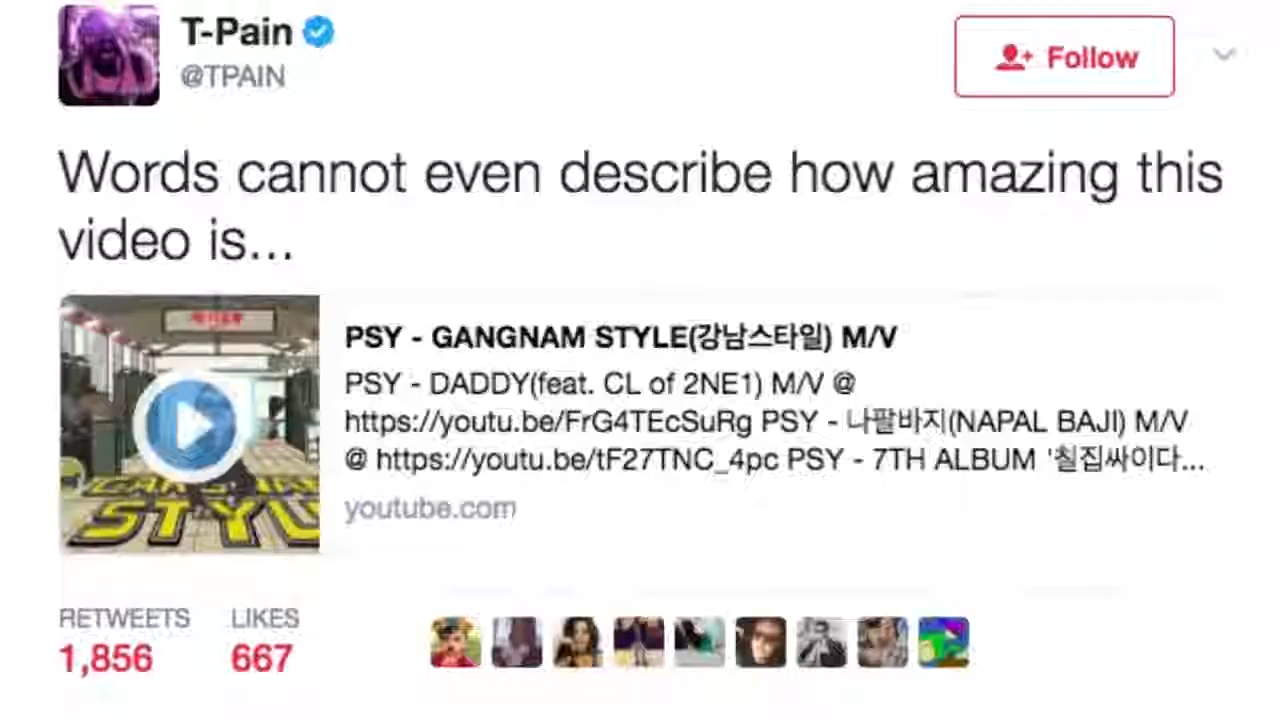 T-Pain
@TPAIN
Follow
Words cannot even describe how amazing this
video is...
PSY - GANGNAM STYLE(강남스타일) M/V
PSY - DADDY(feat. CL of 2NE1) M/V @
https://youtu.be/FrG4TEcSuRg PSY - 나팔바지(NAPAL BAJI) M/V
@ https://youtu.be/tF27TNC_4pc PSY - 7TH ALBUM '칠집싸이다...
youtube.com
GANGNAM
STYL
RETWEETS LIKES
1,856 667